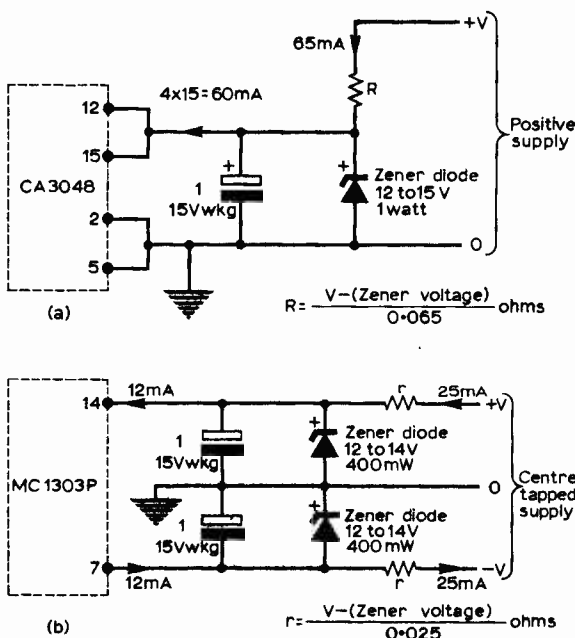 +V
65mA
R
12
4x15=60mA
15
Positive
supply
CA3048
+
1
15Vwkg
+
Zener diode
12 to 15 V
1 watt
2
5
0
(a)
R= V-(Zener voltage) ohms
0·065
14
12mA
r
25mA
+V
+
Zener diode
12 to 14V
400mW
1
15Vwkg
MC1303P
0
Centre
tapped
supply
+
Zener diode
12 to 14V
400mW
1
15Vwkg
7
12mA
r
25mA
-V
(b)
r= V-(Zener voltage) ohms
0·025